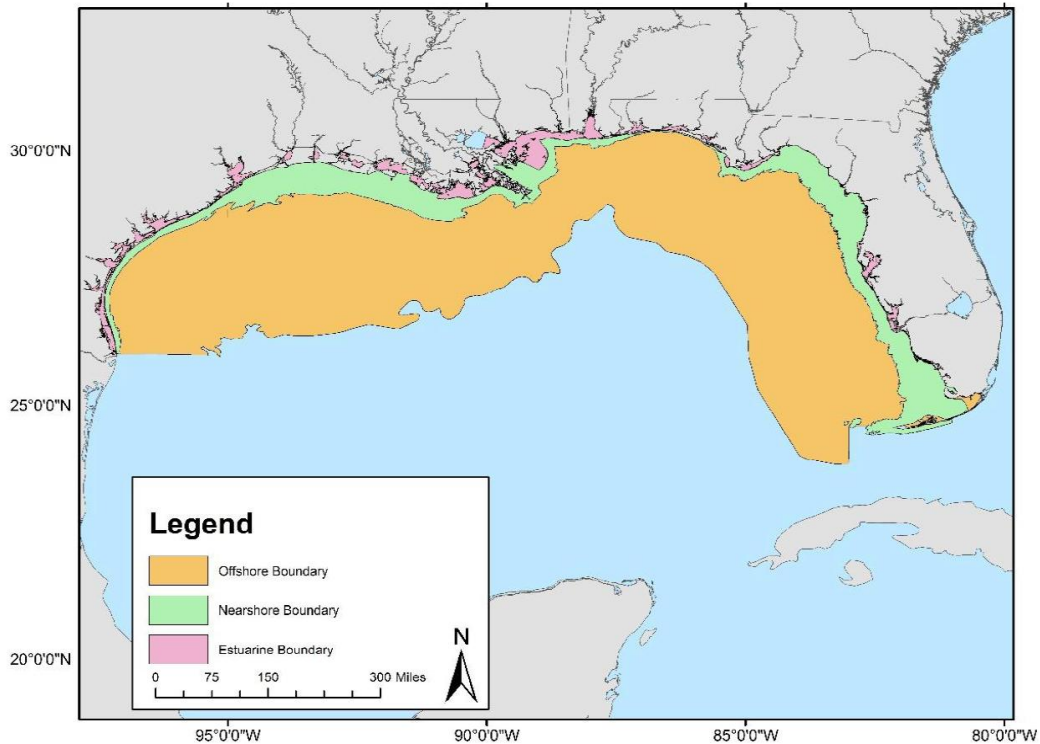 30°0'0"N
25°0'0"N
20°0'0"N
Legend
Offshore Boundary
Nearshore Boundary
Estuarine Boundary
N
0 75 150 300 Miles
95°0'0"W 90°0'0"W 85°0'0"W 80°0'0"W